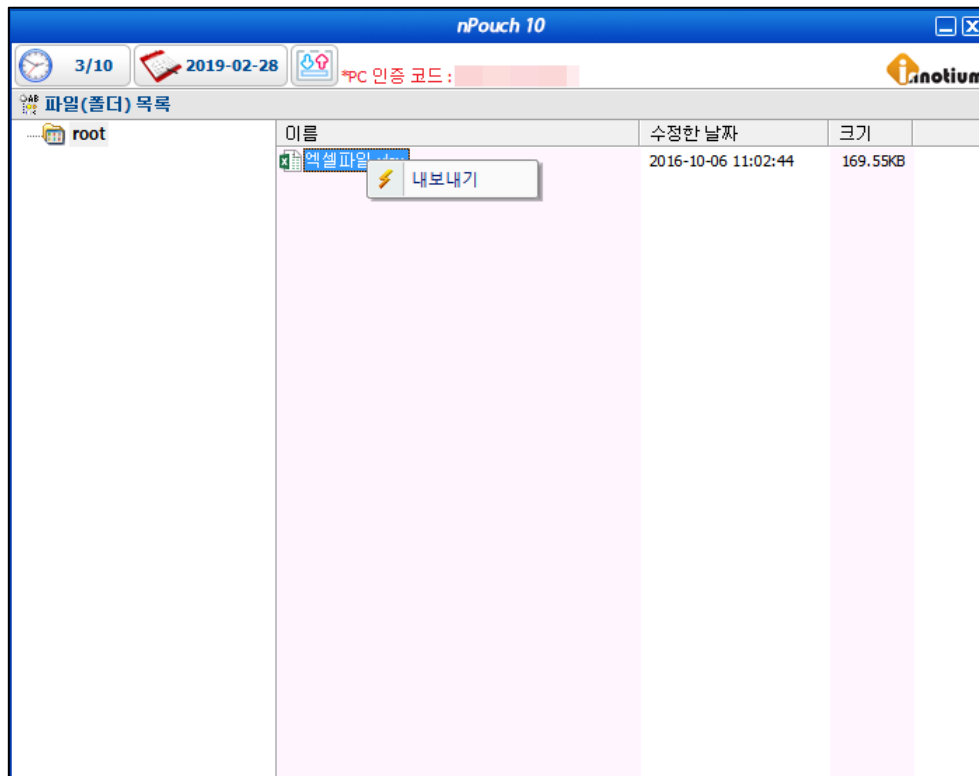 nPouch 10
3/10 2019-02-28 *PC 인증 코드 : inotium
파일(폴더) 목록
root 이름 수정한 날짜 크기
엑셀파일 2016-10-06 11:02:44 169.55KB
내보내기